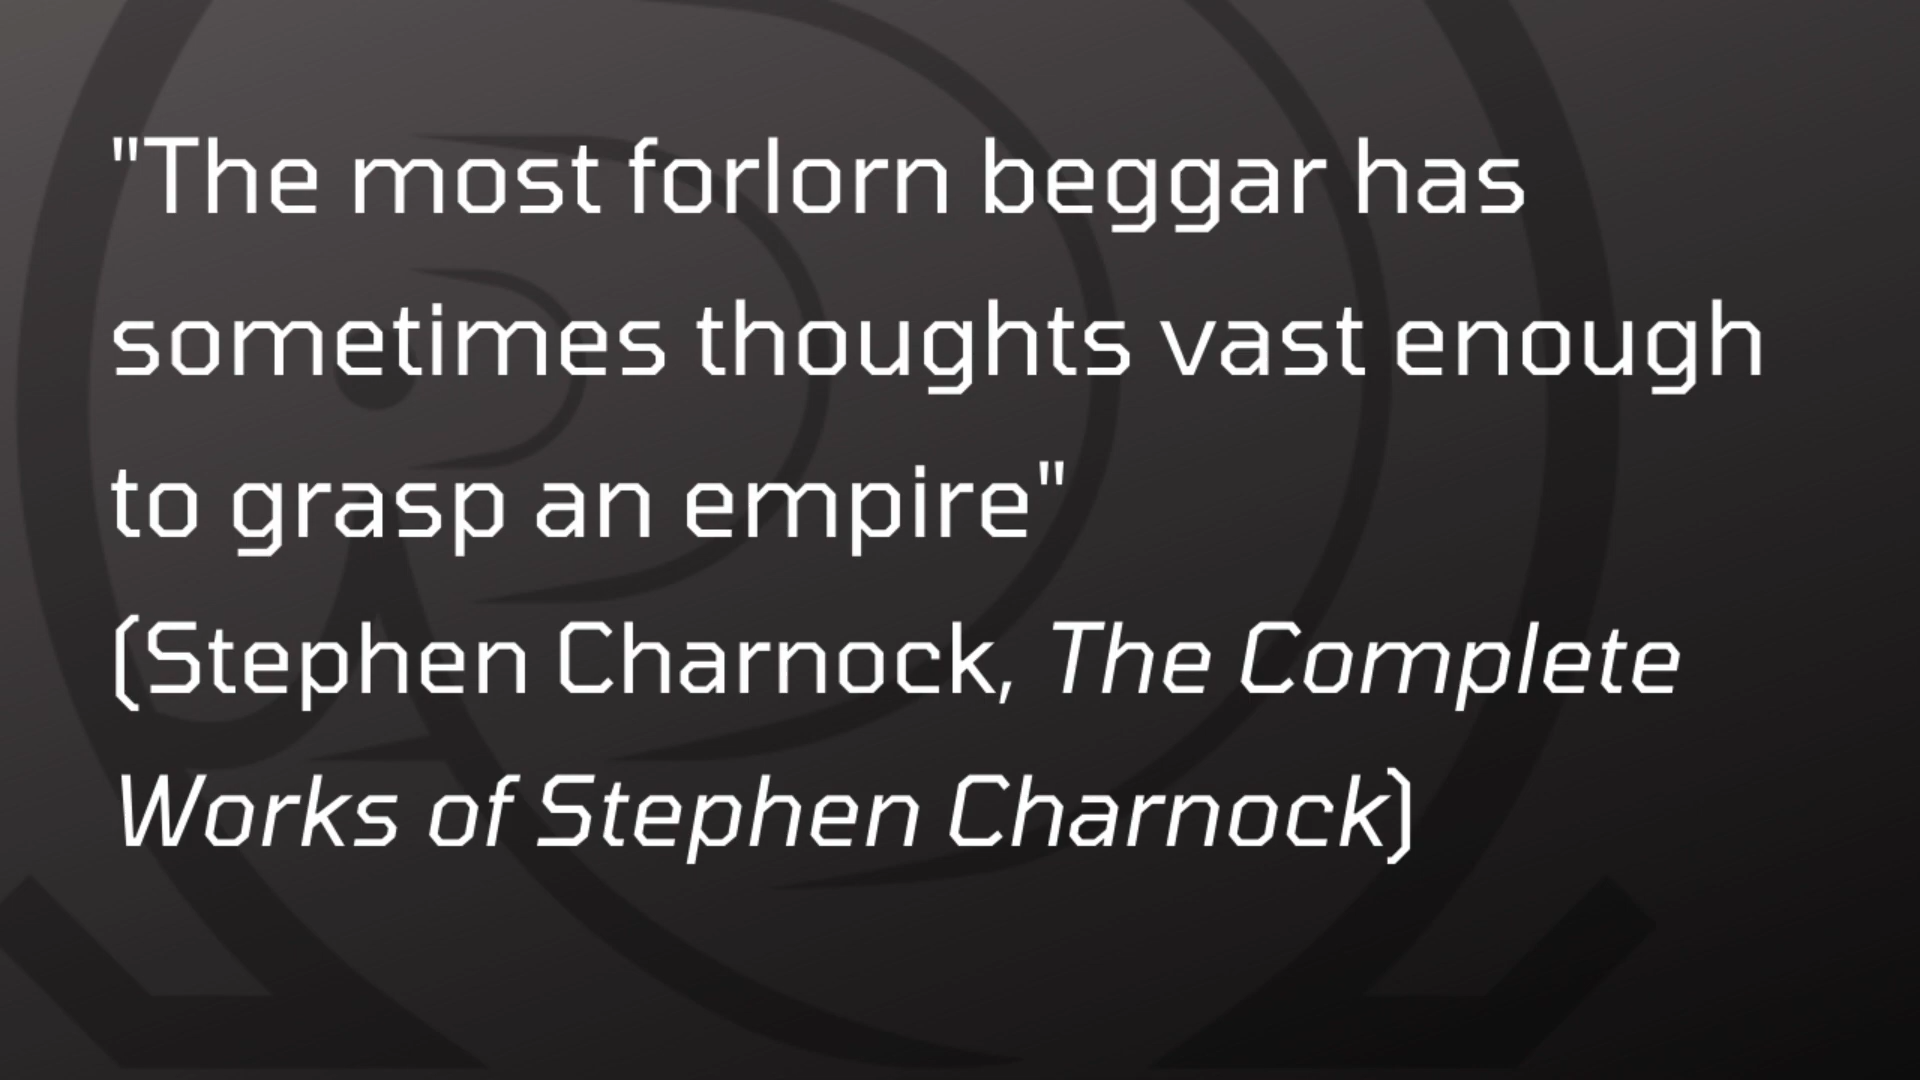 "The most forlorn beggar has
sometimes thoughts vast enough
to grasp an empire"
(Stephen Charnock, The Complete
Works of Stephen Charnock)